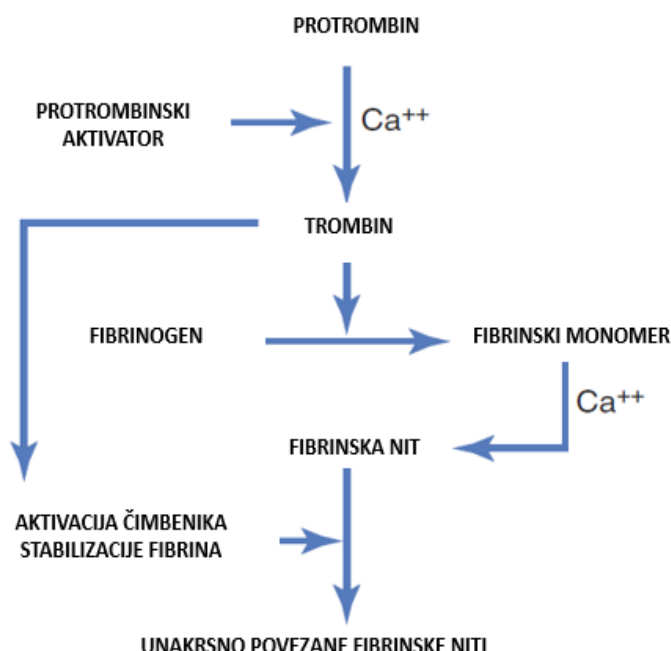 PROTROMBIN
PROTROMBINSKI
AKTIVATOR
Ca++
TROMBIN
FIBRINOGEN
FIBRINSKI MONOMER
Ca++
FIBRINSKA NIT
AKTIVACIJA ČIMBENIKA
STABILIZACIJE FIBRINA
UNAKRSNO POVEZANE FIBRINSKE NITI